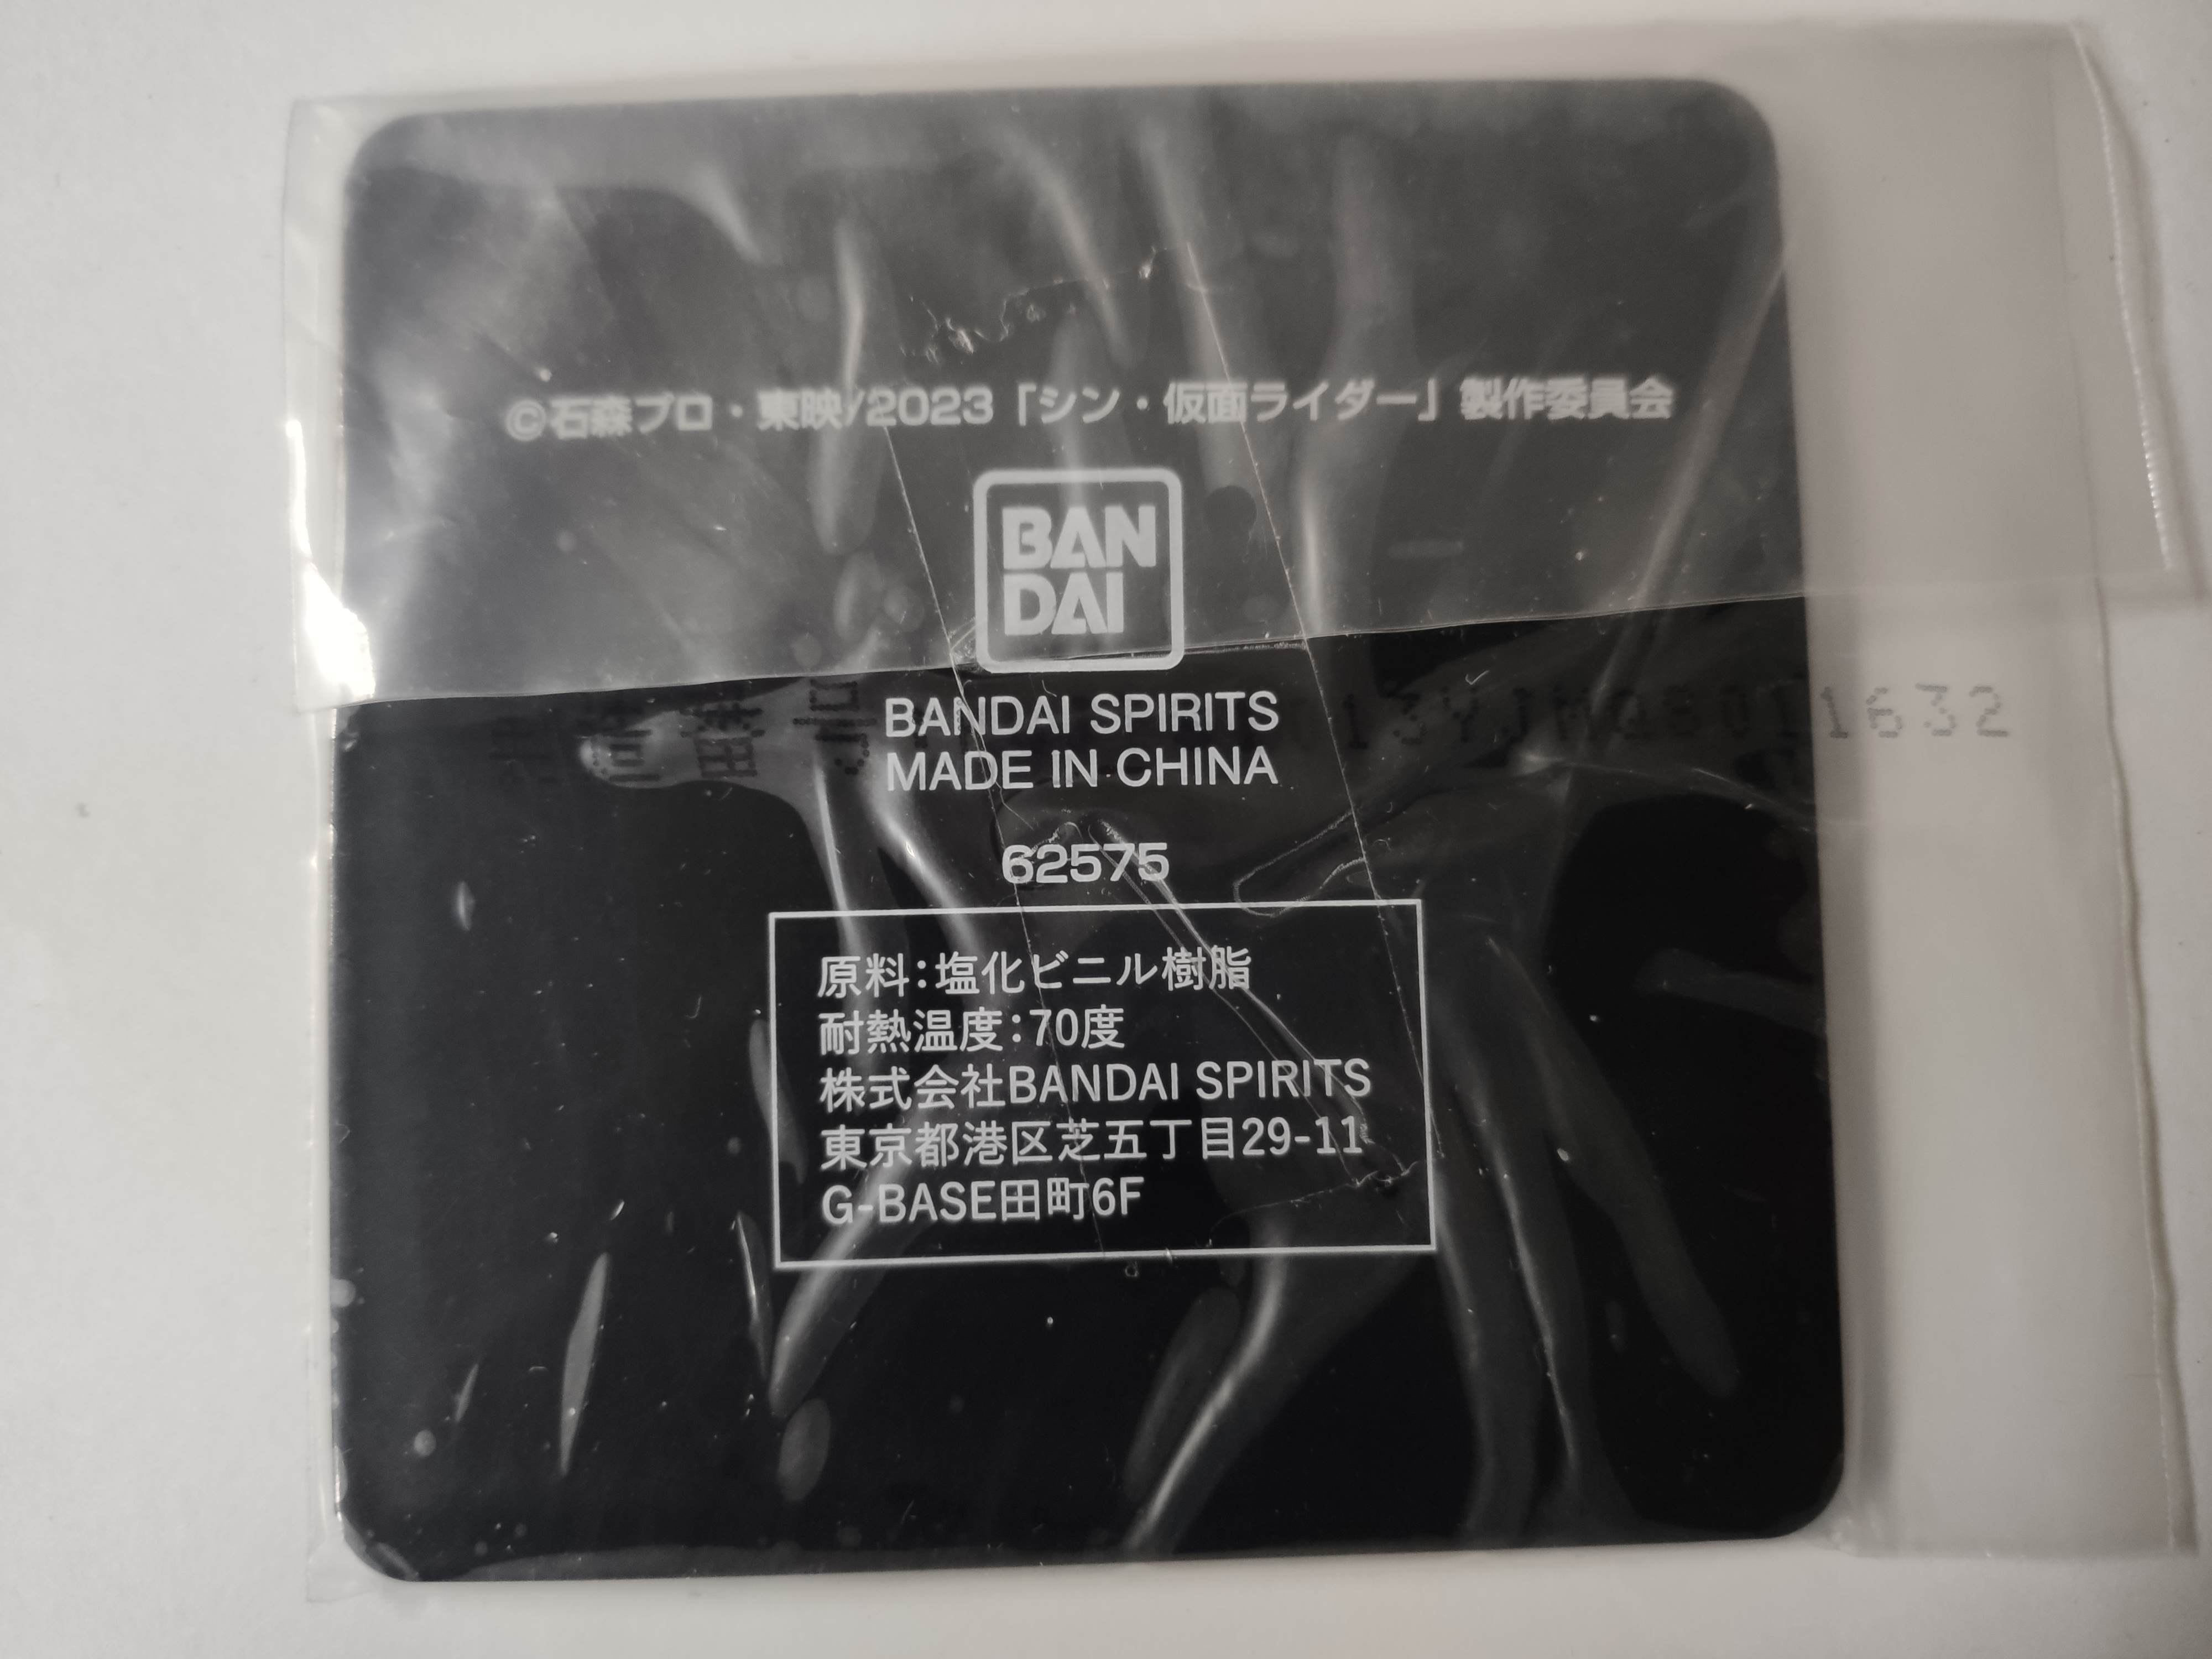 ©石森プロ・東映/2023「シン・仮面ライダー」製作委員会
BAN
DAI
BANDAI SPIRITS
MADE IN CHINA
62575
原料:塩化ビニル樹脂
耐熱温度:70度
株式会社BANDAI SPIRITS
東京都港区芝五丁目29-11
G-BASE田町6F